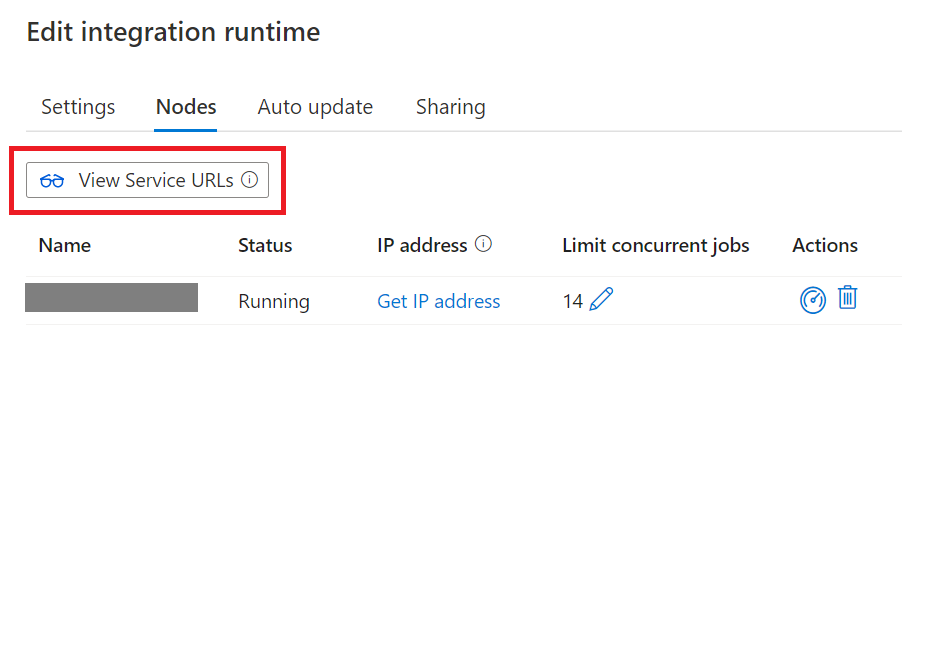 Edit integration runtime
Settings Nodes Auto update Sharing
View Service URLs
Name Status IP address Limit concurrent jobs Actions
Running Get IP address 14